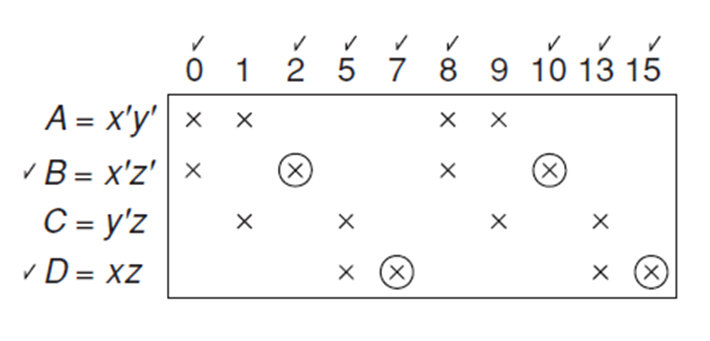 ✓ ✓ ✓ ✓ ✓ ✓ ✓ ✓
0 1 2 5 7 8 9 10 13 15
A = x′y′ × × × ×
✓ B = x′z′ × ⊗ × ⊗
C = y′z × × × ×
✓ D = xz × ⊗ × ⊗